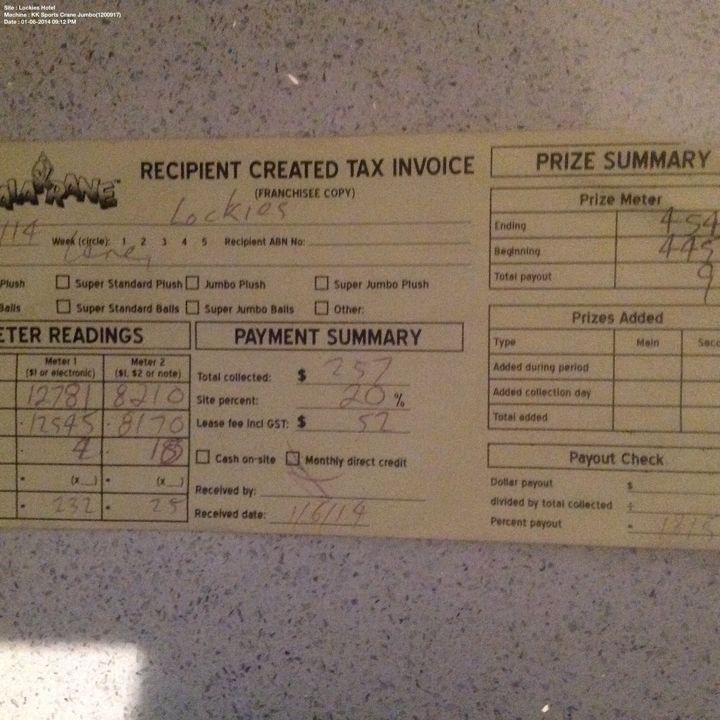 Site : Lockies Hotel
Machine : KK Sports Crane Jumbo(1200917)
Date : 01-06-2014 09:12 PM
RECIPIENT CREATED TAX INVOICE
(FRANCHISEE COPY)
Lockies
/14
Week (circle): 1 2 3 4 5 Recipient ABN No:
Plush Super Standard Plush Jumbo Plush Super Jumbo Plush
Balls Super Standard Balls Super Jumbo Balls Other:
ETER READINGS
Meter 1 Meter 2
($1 or electronic) ($1, $2 or note)
12781 8210
12545 8170
4 18
(x ) (x )
232 25
PAYMENT SUMMARY
Total collected: $ 257
Site percent: 20 %
Lease fee incl GST: $ 52
Cash on-site Monthly direct credit
Received by:
Received date: 1/6/14
PRIZE SUMMARY
Prize Meter
Ending 454
Beginning 445
Total payout 9
Prizes Added
Type Main Seco
Added during period
Added collection day
Total added
Payout Check
Dollar payout $
divided by total collected ÷
Percent payout =